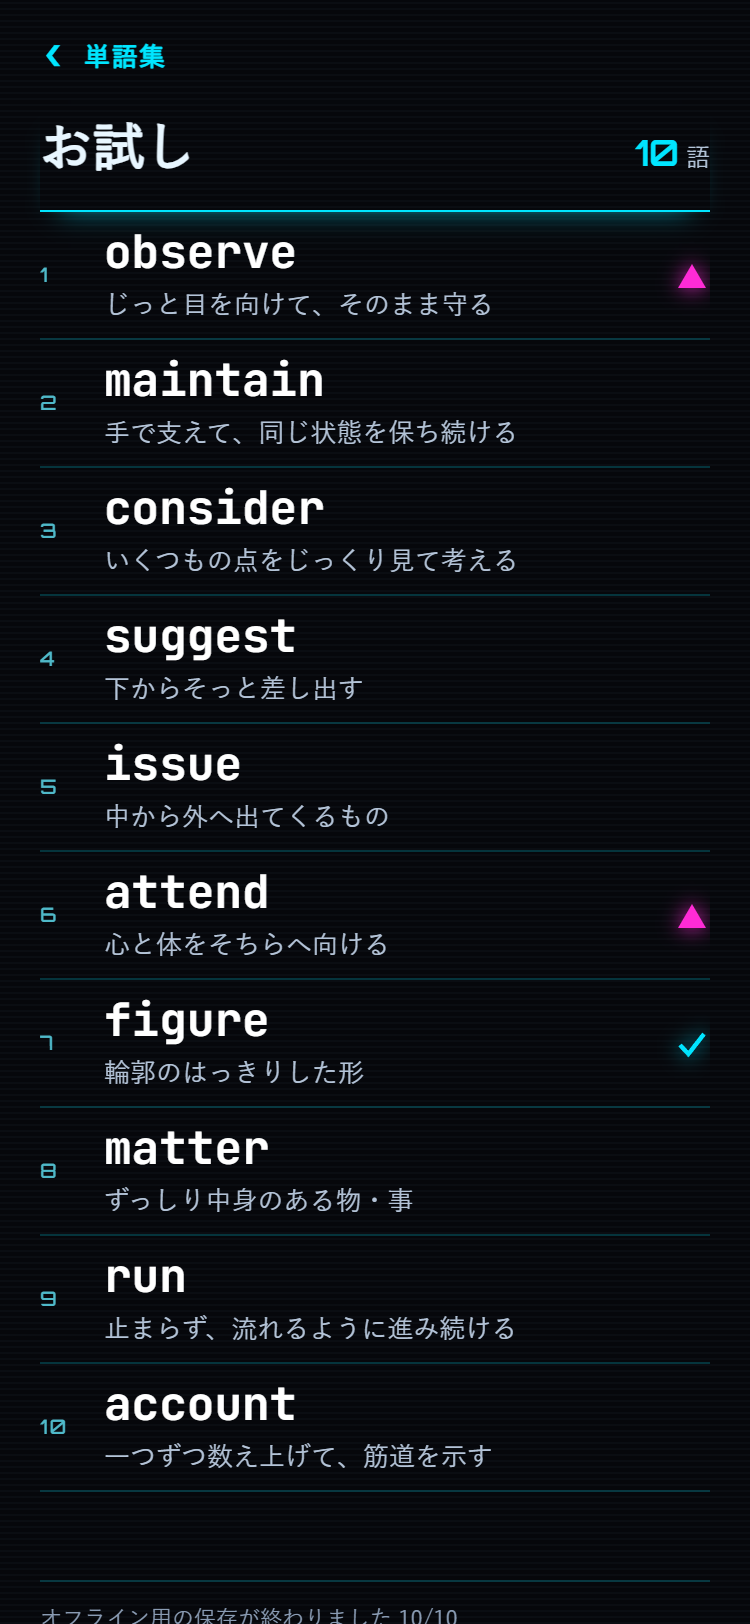 単語集
お試し
10 語
1
observe
じっと目を向けて、そのまま守る
2
maintain
手で支えて、同じ状態を保ち続ける
3
consider
いくつもの点をじっくり見て考える
4
suggest
下からそっと差し出す
5
issue
中から外へ出てくるもの
6
attend
心と体をそちらへ向ける
7
figure
輪郭のはっきりした形
8
matter
ずっしり中身のある物・事
9
run
止まらず、流れるように進み続ける
10
account
一つずつ数え上げて、筋道を示す
オフライン用の保存が終わりました 10/10